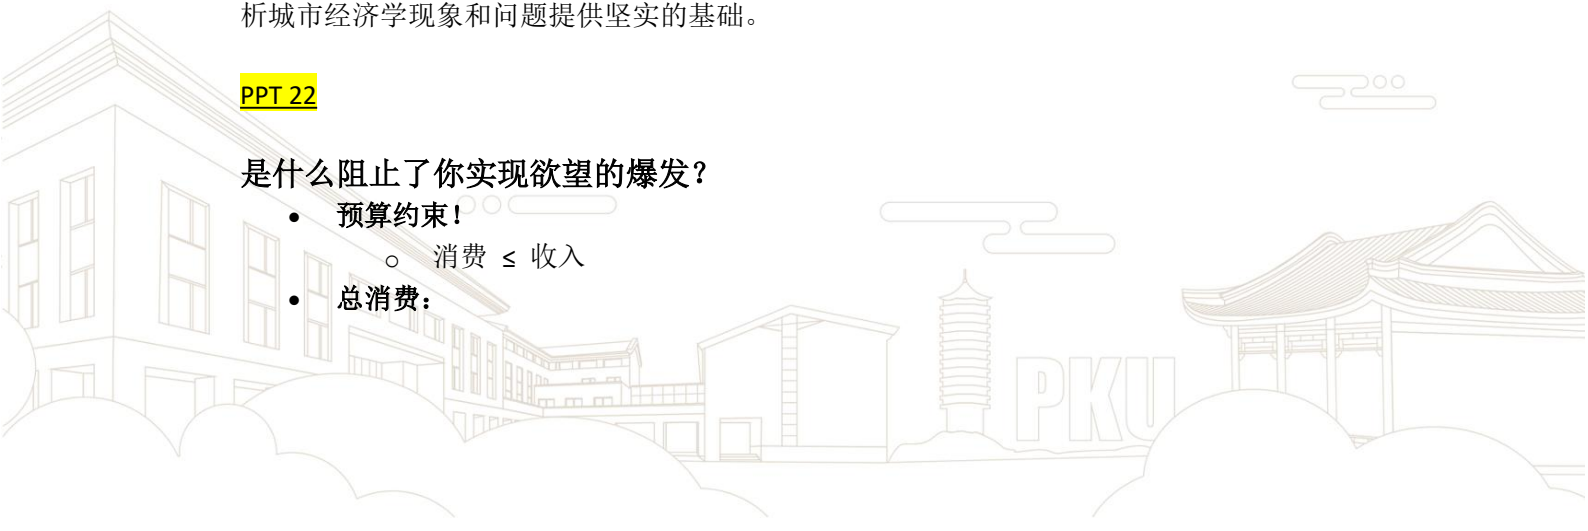 析城市经济学现象和问题提供坚实的基础。
PPT 22
是什么阻止了你实现欲望的爆发？
• 预算约束！
o 消费 ≤ 收入
• 总消费：
PKU